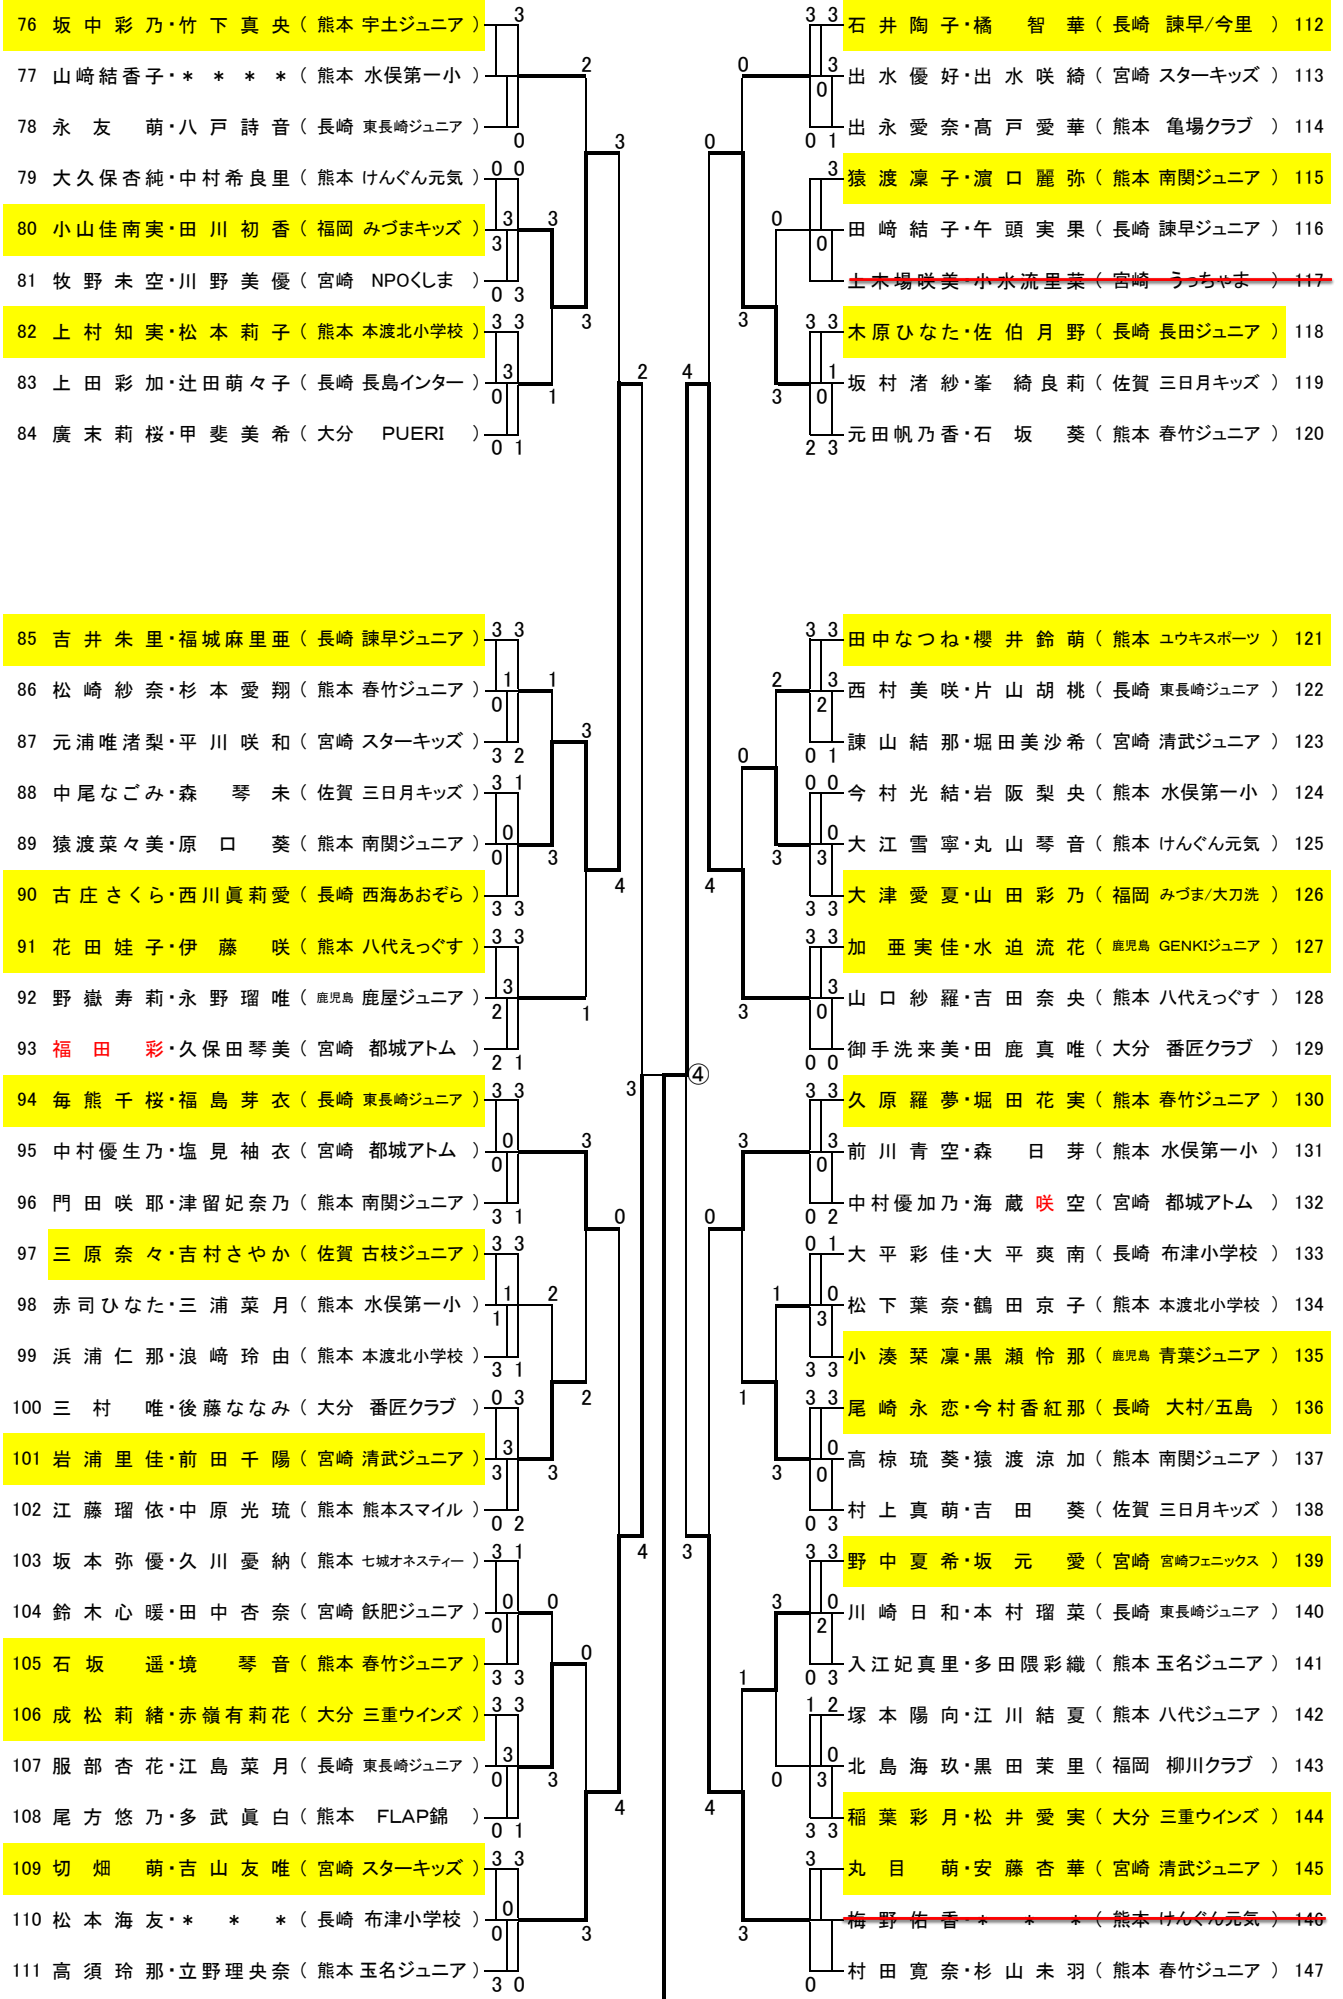 76 坂中彩乃・竹下真央 ( 熊本 宇土ジュニア )
77 山﨑結香子・＊＊＊＊ ( 熊本 水俣第一小 )
78 永友萌・八戸詩音 ( 長崎 東長崎ジュニア )
79 大久保杏純・中村希良里 ( 熊本 けんぐん元気 )
80 小山佳南実・田川初香 ( 福岡 みづまキッズ )
81 牧野未空・川野美優 ( 宮崎 NPOくしま )
82 上村知実・松本莉子 ( 熊本 本渡北小学校 )
83 上田彩加・辻田萌々子 ( 長崎 長島インター )
84 廣末莉桜・甲斐美希 ( 大分 PUERI )
85 吉井朱里・福城麻里亜 ( 長崎 諫早ジュニア )
86 松崎紗奈・杉本愛翔 ( 熊本 春竹ジュニア )
87 元浦唯渚梨・平川咲和 ( 宮崎 スターキッズ )
88 中尾なごみ・森琴未 ( 佐賀 三日月キッズ )
89 猿渡菜々美・原口葵 ( 熊本 南関ジュニア )
90 古庄さくら・西川眞莉愛 ( 長崎 西海あおぞら )
91 花田娃子・伊藤咲 ( 熊本 八代えっぐす )
92 野嶽寿莉・永野瑠唯 ( 鹿児島 鹿屋ジュニア )
93 福田彩・久保田琴美 ( 宮崎 都城アトム )
94 毎熊千桜・福島芽衣 ( 長崎 東長崎ジュニア )
95 中村優生乃・塩見袖衣 ( 宮崎 都城アトム )
96 門田咲耶・津留妃奈乃 ( 熊本 南関ジュニア )
97 三原奈々・吉村さやか ( 佐賀 古枝ジュニア )
98 赤司ひなた・三浦菜月 ( 熊本 水俣第一小 )
99 浜浦仁那・浪﨑玲由 ( 熊本 本渡北小学校 )
100 三村唯・後藤ななみ ( 大分 番匠クラブ )
101 岩浦里佳・前田千陽 ( 宮崎 清武ジュニア )
102 江藤瑠依・中原光琉 ( 熊本 熊本スマイル )
103 坂本弥優・久川憂納 ( 熊本 七城オネスティー )
104 鈴木心暖・田中杏奈 ( 宮崎 飫肥ジュニア )
105 石坂遥・境琴音 ( 熊本 春竹ジュニア )
106 成松莉緒・赤嶺有莉花 ( 大分 三重ウインズ )
107 服部杏花・江島菜月 ( 長崎 東長崎ジュニア )
108 尾方悠乃・多武眞白 ( 熊本 FLAP錦 )
109 切畑萌・吉山友唯 ( 宮崎 スターキッズ )
110 松本海友・＊＊＊ ( 長崎 布津小学校 )
111 高須玲那・立野理央奈 ( 熊本 玉名ジュニア )
石井陶子・橘智華 ( 長崎 諫早/今里 ) 112
出水優好・出水咲綺 ( 宮崎 スターキッズ ) 113
出永愛奈・髙戸愛華 ( 熊本 亀場クラブ ) 114
猿渡凜子・濵口麗弥 ( 熊本 南関ジュニア ) 115
田﨑結子・午頭実果 ( 長崎 諫早ジュニア ) 116
土木場咲美・小水流里菜 ( 宮崎 うっちゃま ) 117
木原ひなた・佐伯月野 ( 長崎 長田ジュニア ) 118
坂村渚紗・峯綺良莉 ( 佐賀 三日月キッズ ) 119
元田帆乃香・石坂葵 ( 熊本 春竹ジュニア ) 120
田中なつね・櫻井鈴萌 ( 熊本 ユウキスポーツ ) 121
西村美咲・片山胡桃 ( 長崎 東長崎ジュニア ) 122
諌山結那・堀田美沙希 ( 宮崎 清武ジュニア ) 123
今村光結・岩阪梨央 ( 熊本 水俣第一小 ) 124
大江雪寧・丸山琴音 ( 熊本 けんぐん元気 ) 125
大津愛夏・山田彩乃 ( 福岡 みづま/大刀洗 ) 126
加亜実佳・水迫流花 ( 鹿児島 GENKIジュニア ) 127
山口紗羅・吉田奈央 ( 熊本 八代えっぐす ) 128
御手洗来美・田鹿真唯 ( 大分 番匠クラブ ) 129
久原羅夢・堀田花実 ( 熊本 春竹ジュニア ) 130
前川青空・森日芽 ( 熊本 水俣第一小 ) 131
中村優加乃・海蔵咲空 ( 宮崎 都城アトム ) 132
大平彩佳・大平爽南 ( 長崎 布津小学校 ) 133
松下葉奈・鶴田京子 ( 熊本 本渡北小学校 ) 134
小湊栞凜・黒瀬怜那 ( 鹿児島 青葉ジュニア ) 135
尾崎永恋・今村香紅那 ( 長崎 大村/五島 ) 136
高椋琉葵・猿渡涼加 ( 熊本 南関ジュニア ) 137
村上真萌・吉田葵 ( 佐賀 三日月キッズ ) 138
野中夏希・坂元愛 ( 宮崎 宮崎フェニックス ) 139
川崎日和・本村瑠菜 ( 長崎 東長崎ジュニア ) 140
入江妃真里・多田隈彩織 ( 熊本 玉名ジュニア ) 141
塚本陽向・江川結夏 ( 熊本 八代ジュニア ) 142
北島海玖・黒田茉里 ( 福岡 柳川クラブ ) 143
稲葉彩月・松井愛実 ( 大分 三重ウインズ ) 144
丸目萌・安藤杏華 ( 宮崎 清武ジュニア ) 145
梅野佑香・＊＊＊ ( 熊本 けんぐん元気 ) 146
村田寛奈・杉山未羽 ( 熊本 春竹ジュニア ) 147
④